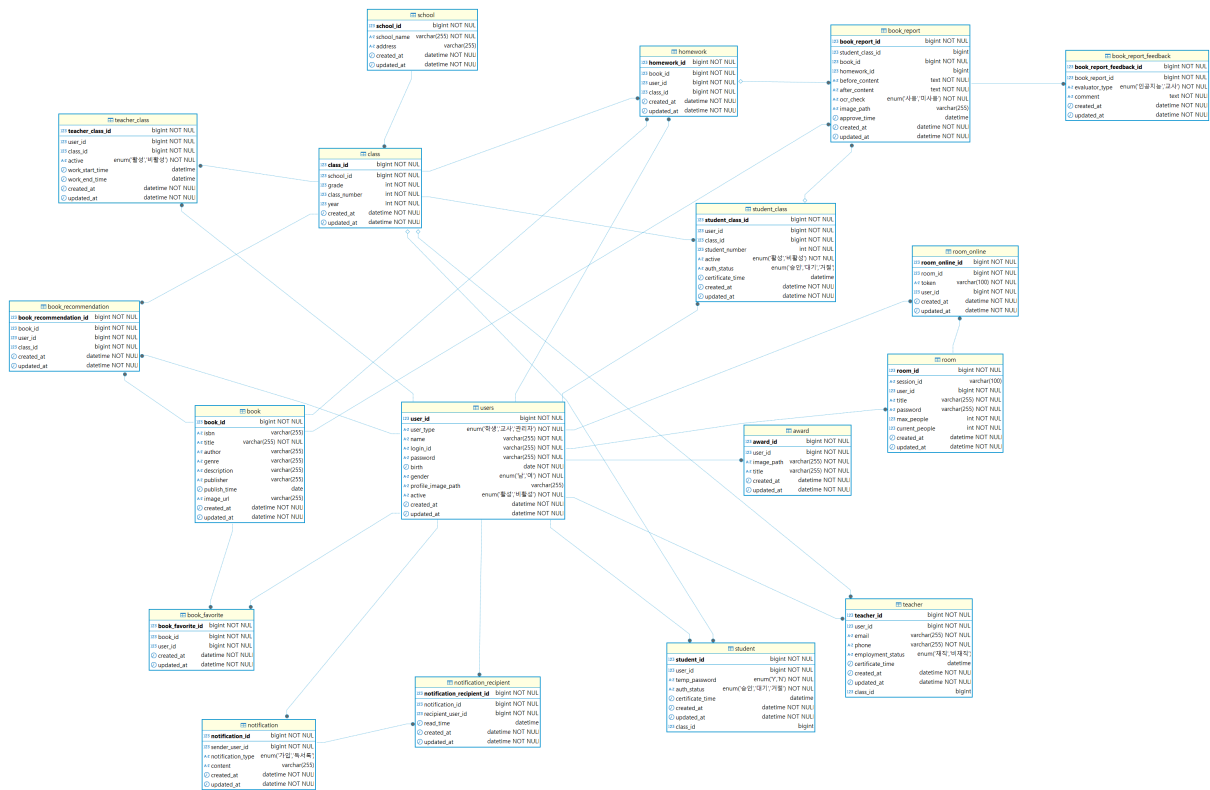 school
school_id bigint NOT NUL
school_name varchar(255) NOT NUL
address varchar(255)
created_at datetime NOT NUL
updated_at datetime NOT NUL
book_report
book_report_id bigint NOT NUL
student_class_id bigint
book_id bigint NOT NUL
homework_id bigint
before_content text NOT NUL
after_content text NOT NUL
ocr_check enum('사용','미사용') NOT NUL
image_path varchar(255)
approve_time datetime
created_at datetime NOT NUL
updated_at datetime NOT NUL
homework
homework_id bigint NOT NUL
book_id bigint NOT NUL
user_id bigint NOT NUL
class_id bigint NOT NUL
created_at datetime NOT NUL
updated_at datetime NOT NUL
book_report_feedback
book_report_feedback_id bigint NOT NUL
book_report_id bigint NOT NUL
evaluator_type enum('인공지능','교사') NOT NUL
comment text NOT NUL
created_at datetime NOT NUL
updated_at datetime NOT NUL
teacher_class
teacher_class_id bigint NOT NUL
user_id bigint NOT NUL
class_id bigint NOT NUL
active enum('활성','비활성') NOT NUL
work_start_time datetime
work_end_time datetime
created_at datetime NOT NUL
updated_at datetime NOT NUL
class
class_id bigint NOT NUL
school_id bigint NOT NUL
grade int NOT NUL
class_number int NOT NUL
year int NOT NUL
created_at datetime NOT NUL
updated_at datetime NOT NUL
student_class
student_class_id bigint NOT NUL
user_id bigint NOT NUL
class_id bigint NOT NUL
student_number int NOT NUL
active enum('활성','비활성') NOT NUL
auth_status enum('승인','대기','거절',
certificate_time datetime
created_at datetime NOT NUL
updated_at datetime NOT NUL
room_online
room_online_id bigint NOT NUL
room_id bigint NOT NUL
token varchar(100) NOT NUL
user_id bigint NOT NUL
created_at datetime NOT NUL
updated_at datetime NOT NUL
book_recommendation
book_recommendation_id bigint NOT NUL
book_id bigint NOT NUL
user_id bigint NOT NUL
class_id bigint NOT NUL
created_at datetime NOT NUL
updated_at datetime NOT NUL
room
room_id bigint NOT NUL
session_id varchar(100)
user_id bigint NOT NUL
title varchar(255) NOT NUL
password varchar(255) NOT NUL
max_people int NOT NUL
current_people int NOT NUL
created_at datetime NOT NUL
updated_at datetime NOT NUL
book
book_id bigint NOT NUL
isbn varchar(255)
title varchar(255) NOT NUL
author varchar(255)
genre varchar(255)
description varchar(255)
publisher varchar(255)
publish_time date
image_url varchar(255)
created_at datetime NOT NUL
updated_at datetime NOT NUL
users
user_id bigint NOT NUL
user_type enum('학생','교사','관리자') NOT NUL
name varchar(255) NOT NUL
login_id varchar(255) NOT NUL
password varchar(255) NOT NUL
birth date NOT NUL
gender enum('남','여') NOT NUL
profile_image_path varchar(255)
active enum('활성','비활성') NOT NUL
created_at datetime NOT NUL
updated_at datetime NOT NUL
award
award_id bigint NOT NUL
user_id bigint NOT NUL
image_path varchar(255) NOT NUL
title varchar(255) NOT NUL
created_at datetime NOT NUL
updated_at datetime NOT NUL
book_favorite
book_favorite_id bigint NOT NUL
book_id bigint NOT NUL
user_id bigint NOT NUL
created_at datetime NOT NUL
updated_at datetime NOT NUL
teacher
teacher_id bigint NOT NUL
user_id bigint NOT NUL
email varchar(255) NOT NUL
phone varchar(255) NOT NUL
employment_status enum('재직','비재직',
certificate_time datetime
created_at datetime NOT NUL
updated_at datetime NOT NUL
class_id bigint
student
student_id bigint NOT NUL
user_id bigint NOT NUL
temp_password enum('Y','N') NOT NUL
auth_status enum('승인','대기','거절') NOT NUL
certificate_time datetime
created_at datetime NOT NUL
updated_at datetime NOT NUL
class_id bigint
notification_recipient
notification_recipient_id bigint NOT NUL
notification_id bigint NOT NUL
recipient_user_id bigint NOT NUL
read_time datetime
created_at datetime NOT NUL
updated_at datetime NOT NUL
notification
notification_id bigint NOT NUL
sender_user_id bigint NOT NUL
notification_type enum('가입','독서록',
content varchar(255)
created_at datetime NOT NUL
updated_at datetime NOT NUL